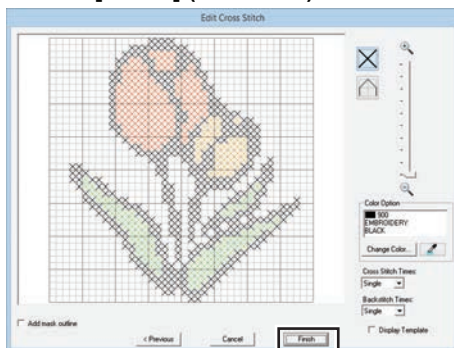 Edit Cross Stitch
Color Option
900
EMBROIDERY
BLACK
Change Color...
Cross Stitch Times:
Single
Backstitch Times:
Single
Display Template
Add mask outline
< Previous
Cancel
Finish